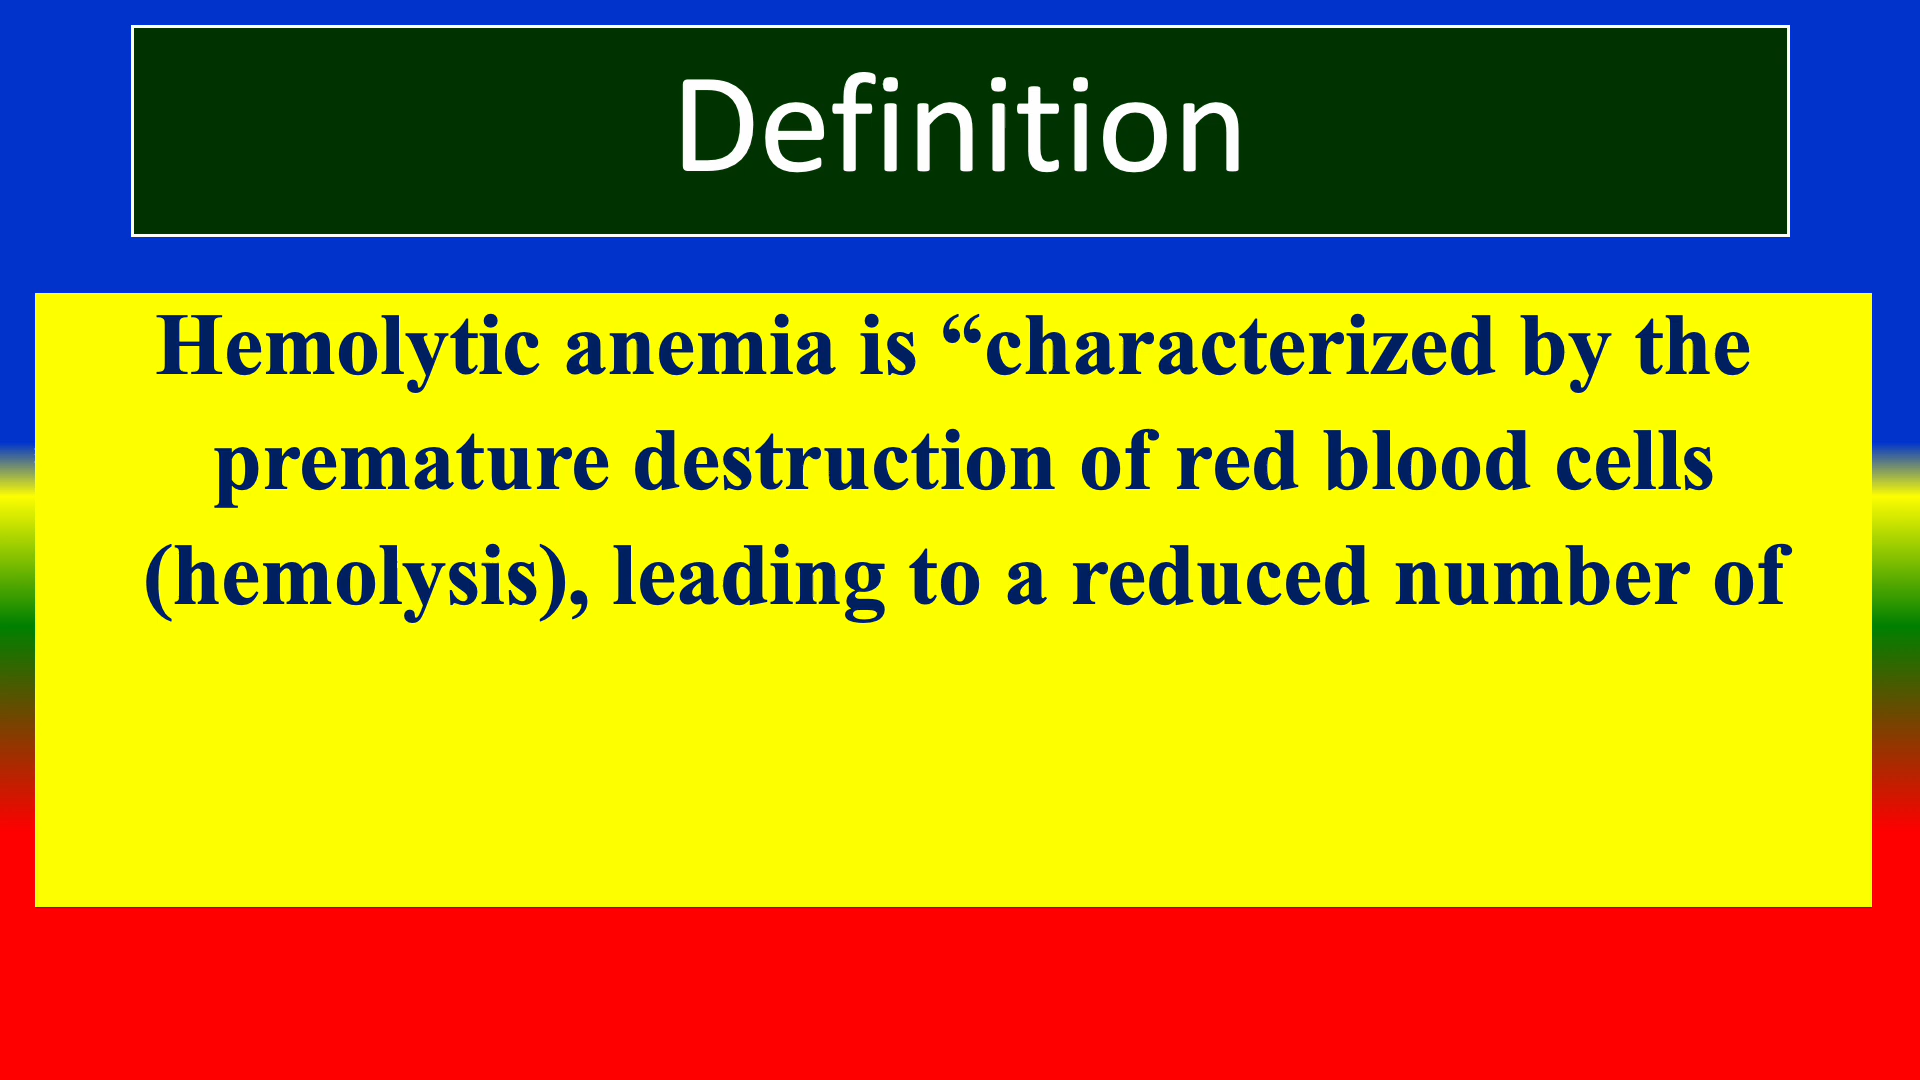 Definition
Hemolytic anemia is “characterized by the
premature destruction of red blood cells
(hemolysis), leading to a reduced number of